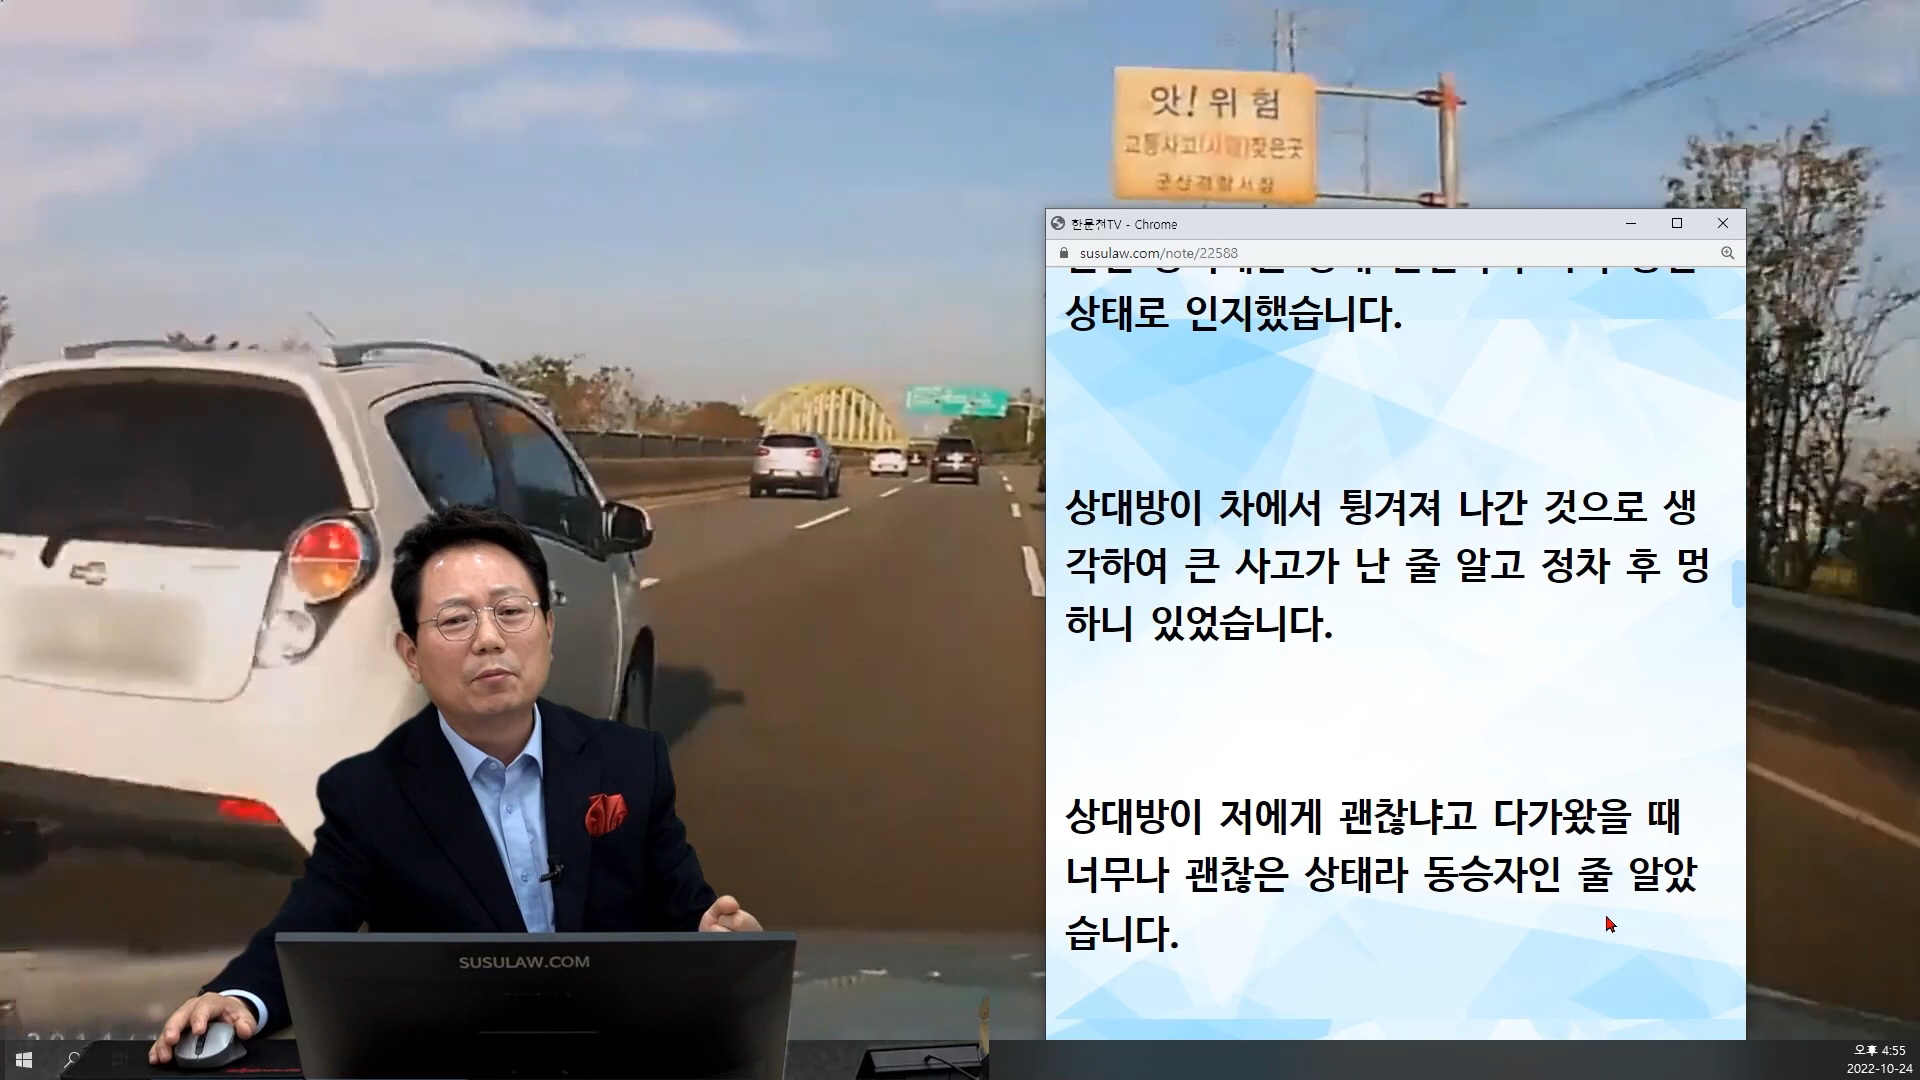 앗! 위험
교통사고(사망)잦은곳
군산경찰서장
한문철TV - Chrome
susulaw.com/note/22588
상태로 인지했습니다.
상대방이 차에서 튕겨져 나간 것으로 생
각하여 큰 사고가 난 줄 알고 정차 후 멍
하니 있었습니다.
상대방이 저에게 괜찮냐고 다가왔을 때
너무나 괜찮은 상태라 동승자인 줄 알았
습니다.
SUSULAW.COM
오후 4:55
2022-10-24